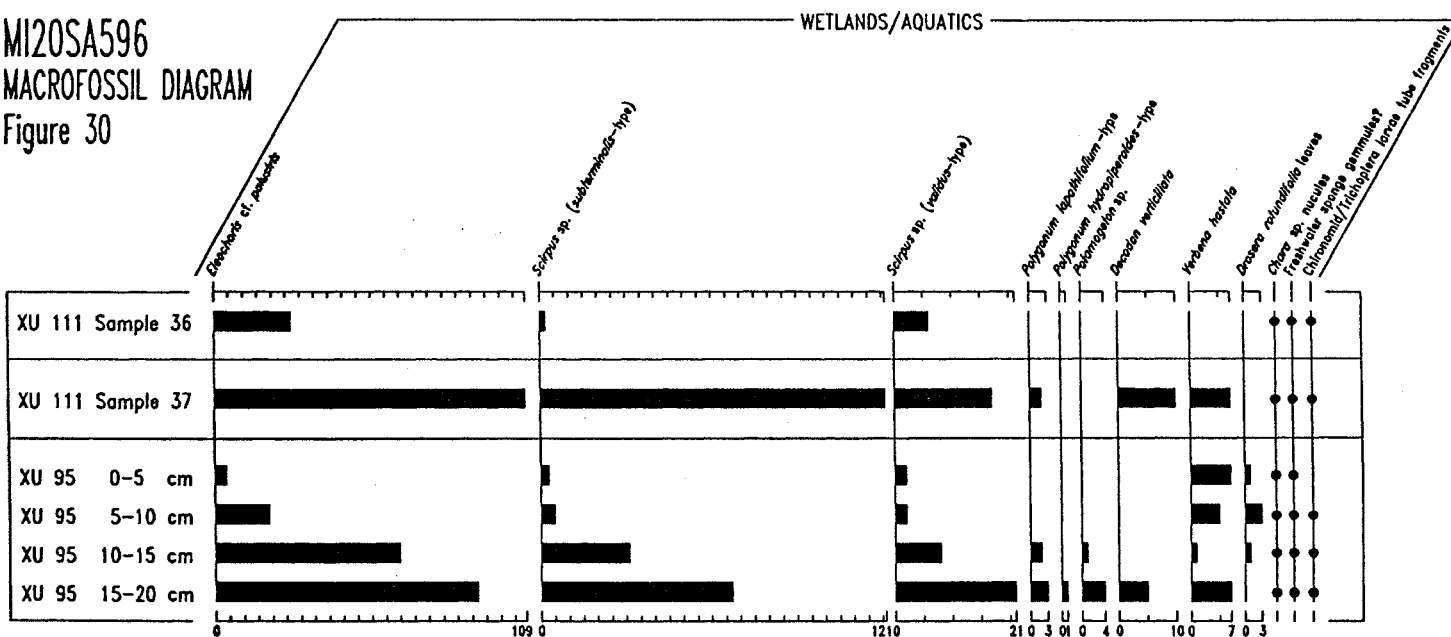 MI20SA596
MACROFOSSIL DIAGRAM
Figure 30
WETLANDS/AQUATICS
Eleocharis cf. palustris
Scirpus sp. (subterminalis-type)
Scirpus sp. (validus-type)
Polygonum lapathifolium-type
Polygonum hydropiperoides-type
Potamogeton sp.
Decodon verticillata
Verbena hastata
Drosera rotundifolia leaves
Chara sp. nucules
Freshwater sponge gemmules?
Chironomid/Trichoptera larvae tube fragments
XU 111 Sample 36
XU 111 Sample 37
XU 95 0-5 cm
XU 95 5-10 cm
XU 95 10-15 cm
XU 95 15-20 cm
0 109 0 121 0 21 0 3 0 1 0 4 0 10 0 7 0 3